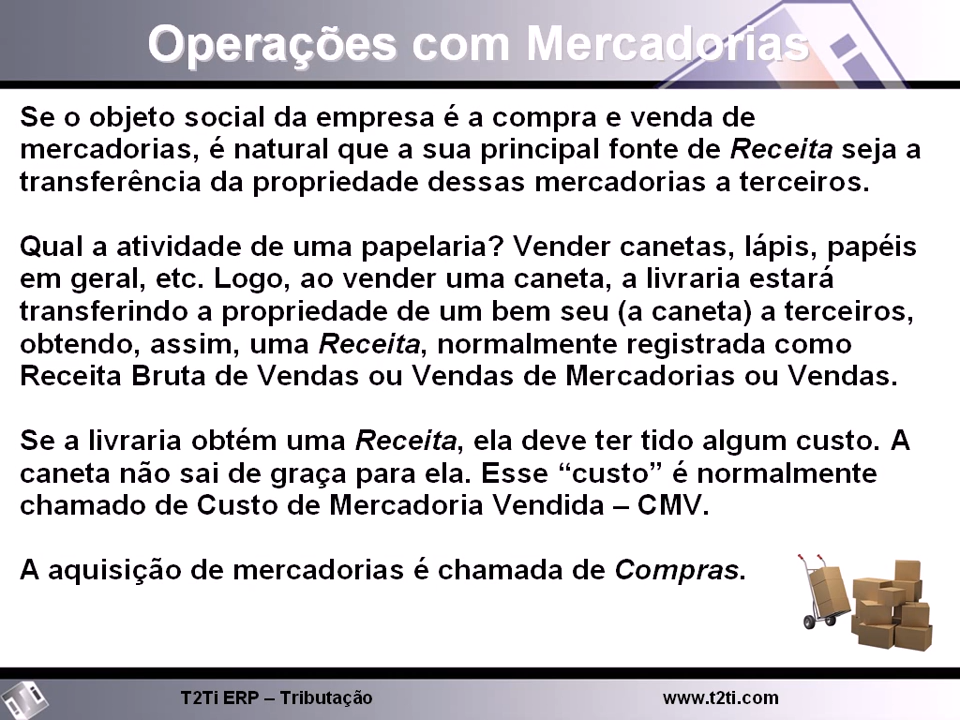 Operações com Mercadorias
Se o objeto social da empresa é a compra e venda de
mercadorias, é natural que a sua principal fonte de Receita seja a
transferência da propriedade dessas mercadorias a terceiros.
Qual a atividade de uma papelaria? Vender canetas, lápis, papéis
em geral, etc. Logo, ao vender uma caneta, a livraria estará
transferindo a propriedade de um bem seu (a caneta) a terceiros,
obtendo, assim, uma Receita, normalmente registrada como
Receita Bruta de Vendas ou Vendas de Mercadorias ou Vendas.
Se a livraria obtém uma Receita, ela deve ter tido algum custo. A
caneta não sai de graça para ela. Esse “custo” é normalmente
chamado de Custo de Mercadoria Vendida – CMV.
A aquisição de mercadorias é chamada de Compras.
T2Ti ERP – Tributação
www.t2ti.com